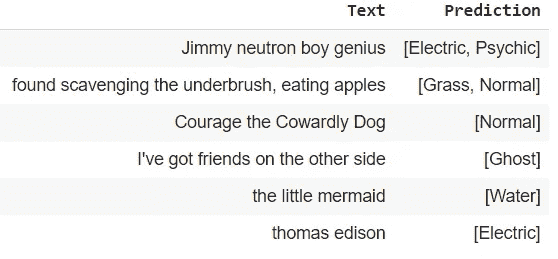 Text Prediction
Jimmy neutron boy genius [Electric, Psychic]
found scavenging the underbrush, eating apples [Grass, Normal]
Courage the Cowardly Dog [Normal]
I've got friends on the other side [Ghost]
the little mermaid [Water]
thomas edison [Electric]